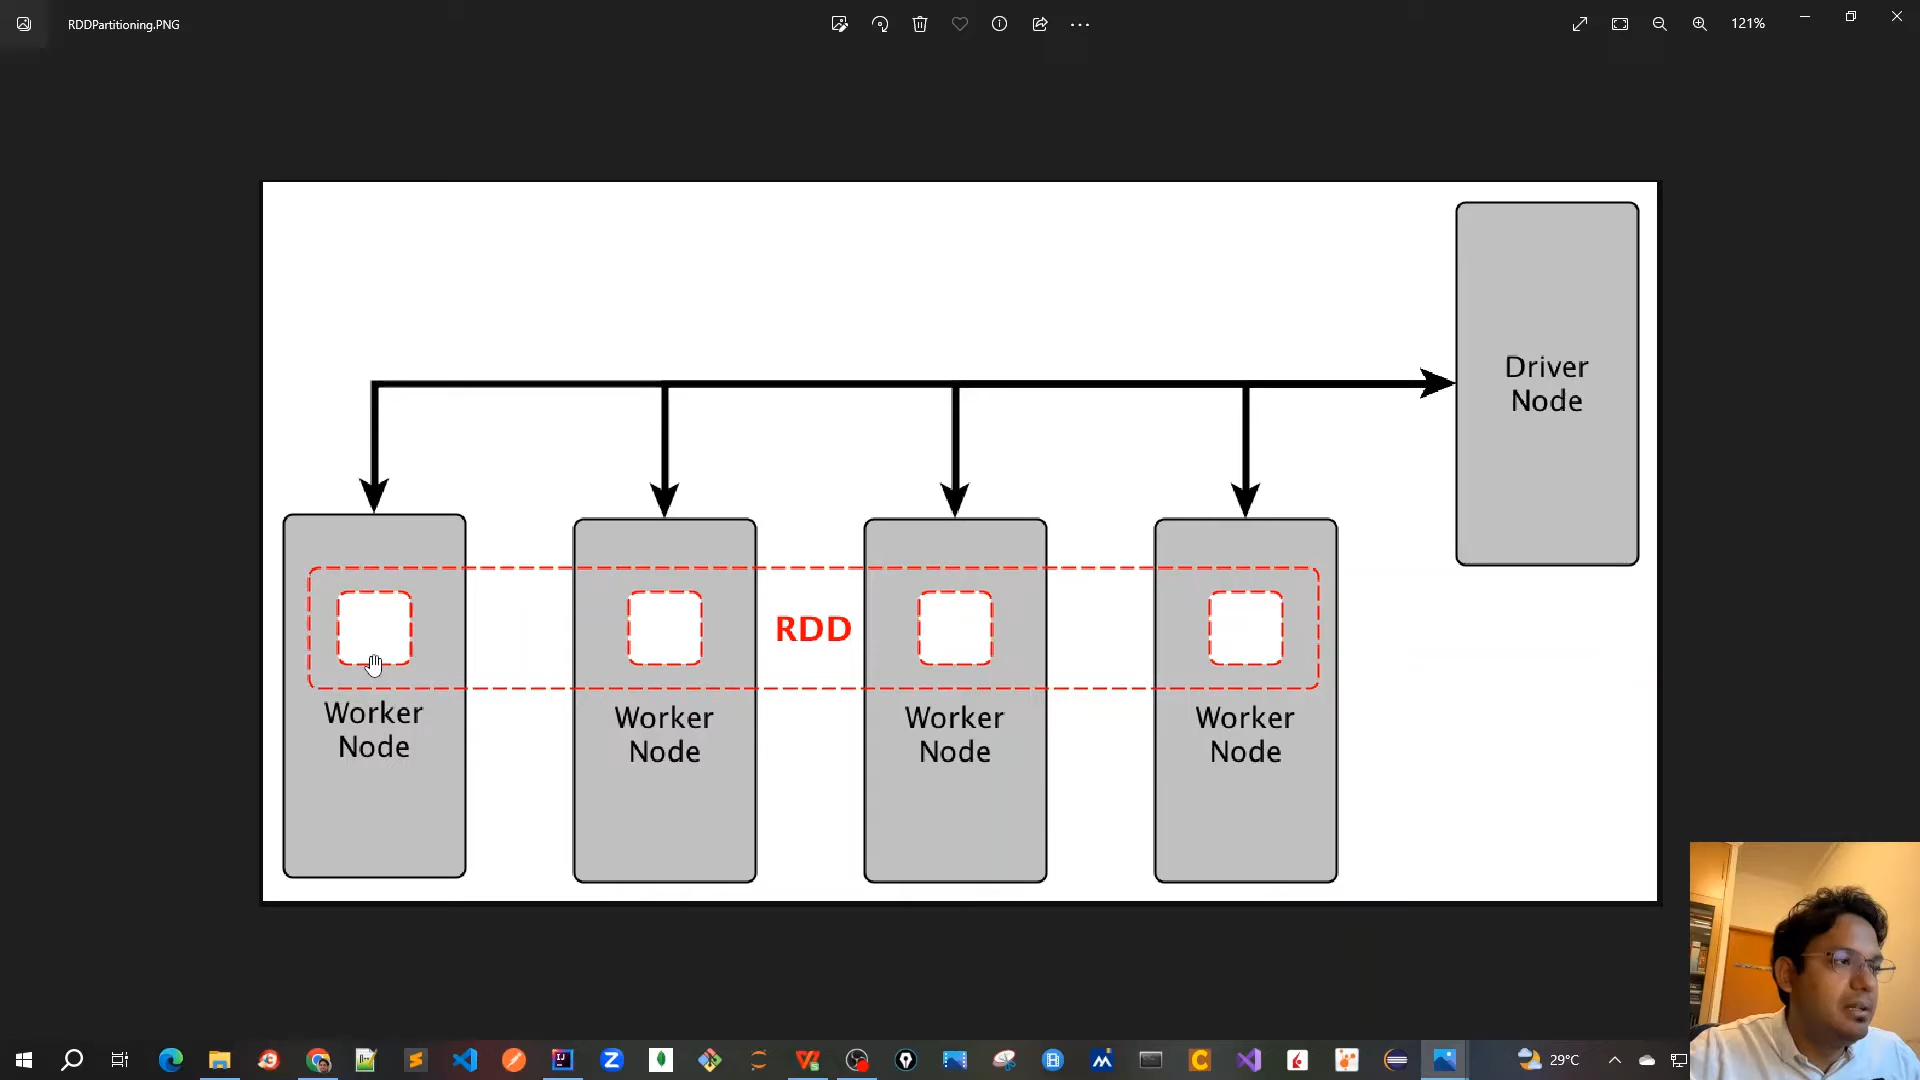 RDDPartitioning.PNG
121%
Driver
Node
RDD
Worker
Node
Worker
Node
Worker
Node
Worker
Node
29°C